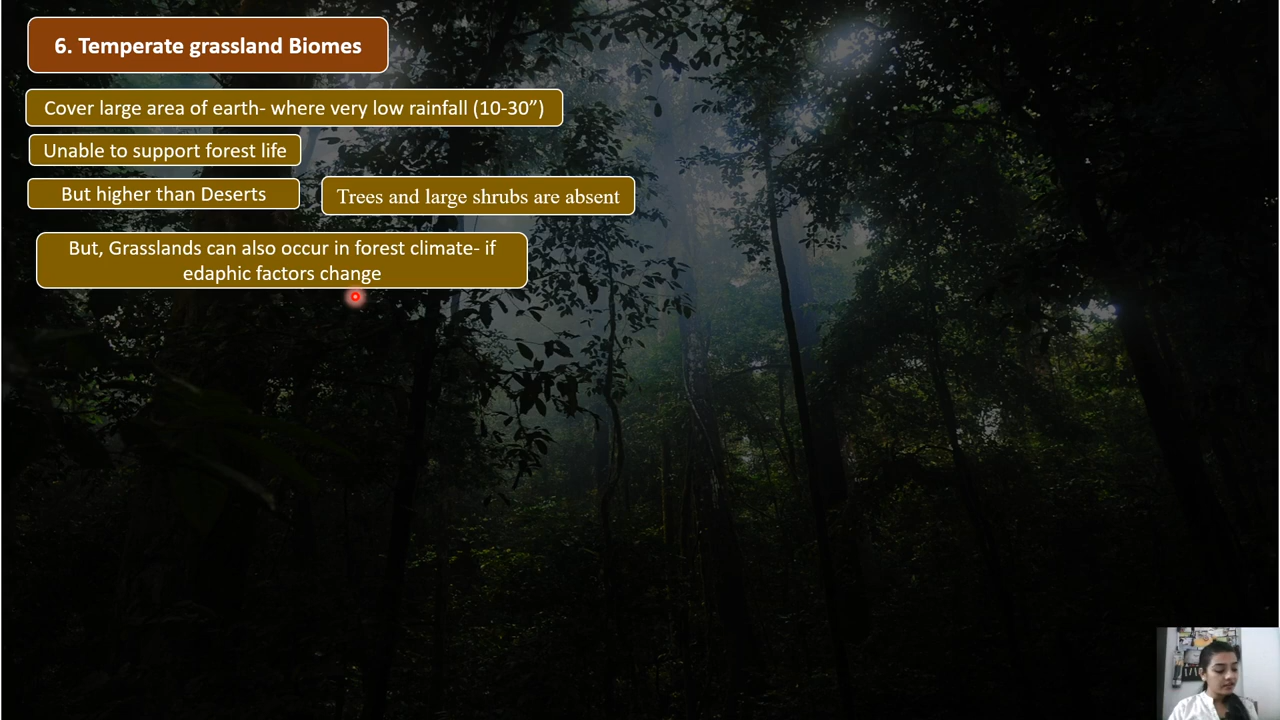 6. Temperate grassland Biomes
Cover large area of earth- where very low rainfall (10-30”)
Unable to support forest life
But higher than Deserts
Trees and large shrubs are absent
But, Grasslands can also occur in forest climate- if
edaphic factors change